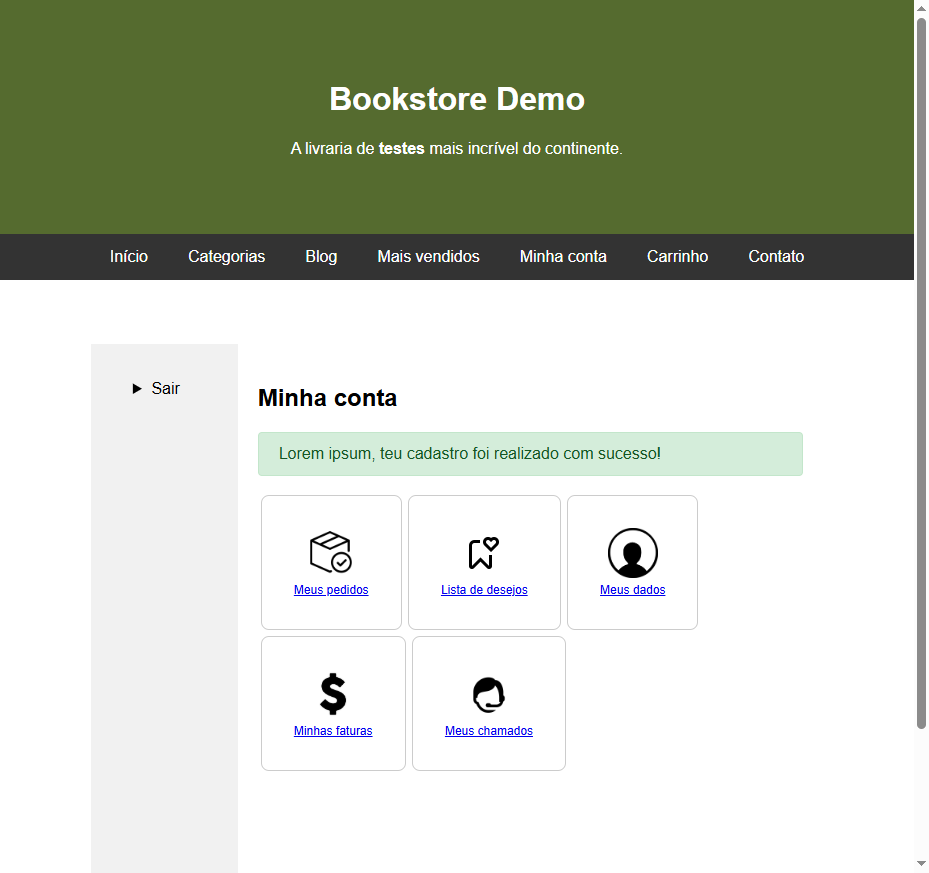 Bookstore Demo
A livraria de testes mais incrível do continente.
Início Categorias Blog Mais vendidos Minha conta Carrinho Contato
Sair
Minha conta
Lorem ipsum, teu cadastro foi realizado com sucesso!
Meus pedidos Lista de desejos Meus dados
Minhas faturas Meus chamados